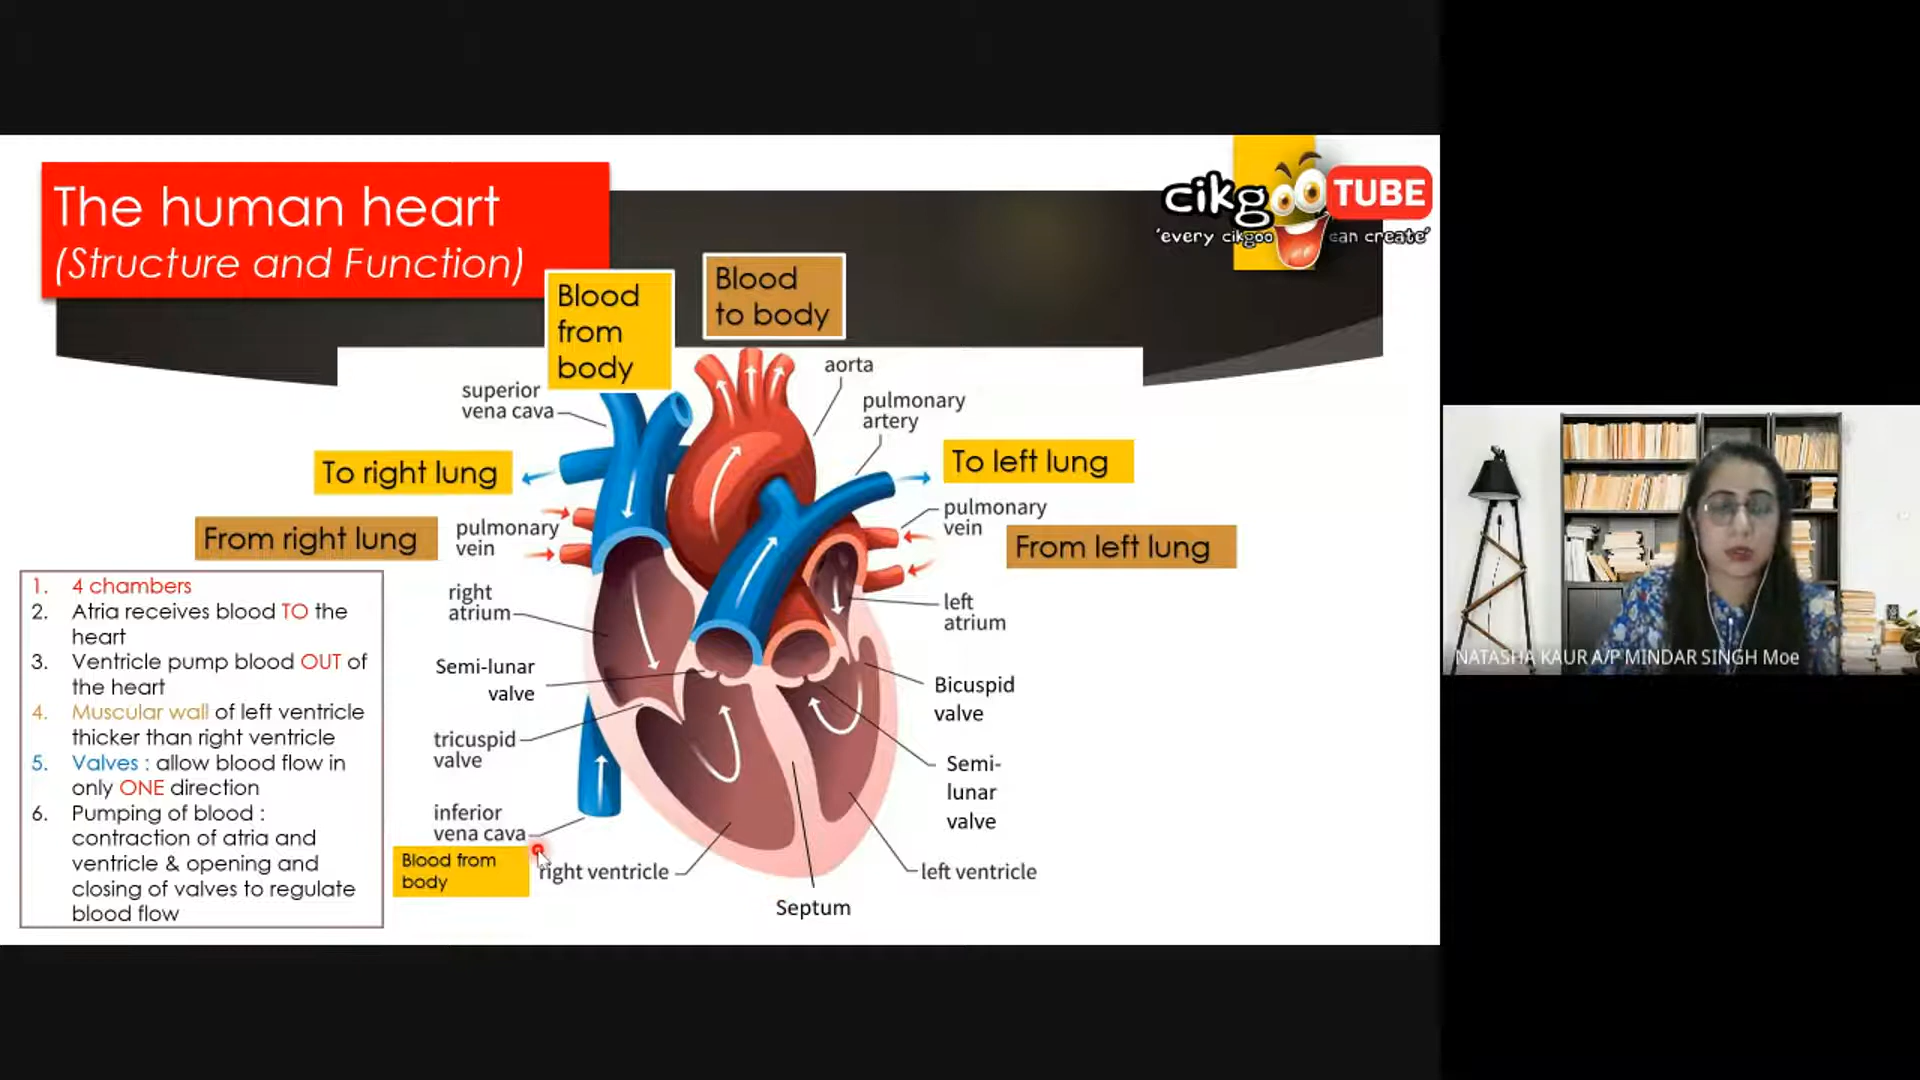 The human heart
(Structure and Function)
cikgoo TUBE
'every cikgoo can create'
Blood
from
body
Blood
to body
aorta
superior
vena cava
pulmonary
artery
To right lung
To left lung
pulmonary
vein
pulmonary
vein
From right lung
From left lung
1. 4 chambers
2. Atria receives blood TO the
heart
3. Ventricle pump blood OUT of
the heart
4. Muscular wall of left ventricle
thicker than right ventricle
5. Valves : allow blood flow in
only ONE direction
6. Pumping of blood :
contraction of atria and
ventricle & opening and
closing of valves to regulate
blood flow
right
atrium
left
atrium
Semi-lunar
valve
Bicuspid
valve
tricuspid
valve
Semi-
lunar
valve
inferior
vena cava
Blood from
body
right ventricle
left ventricle
Septum
NATASHA KAUR A/P MINDAR SINGH Moe